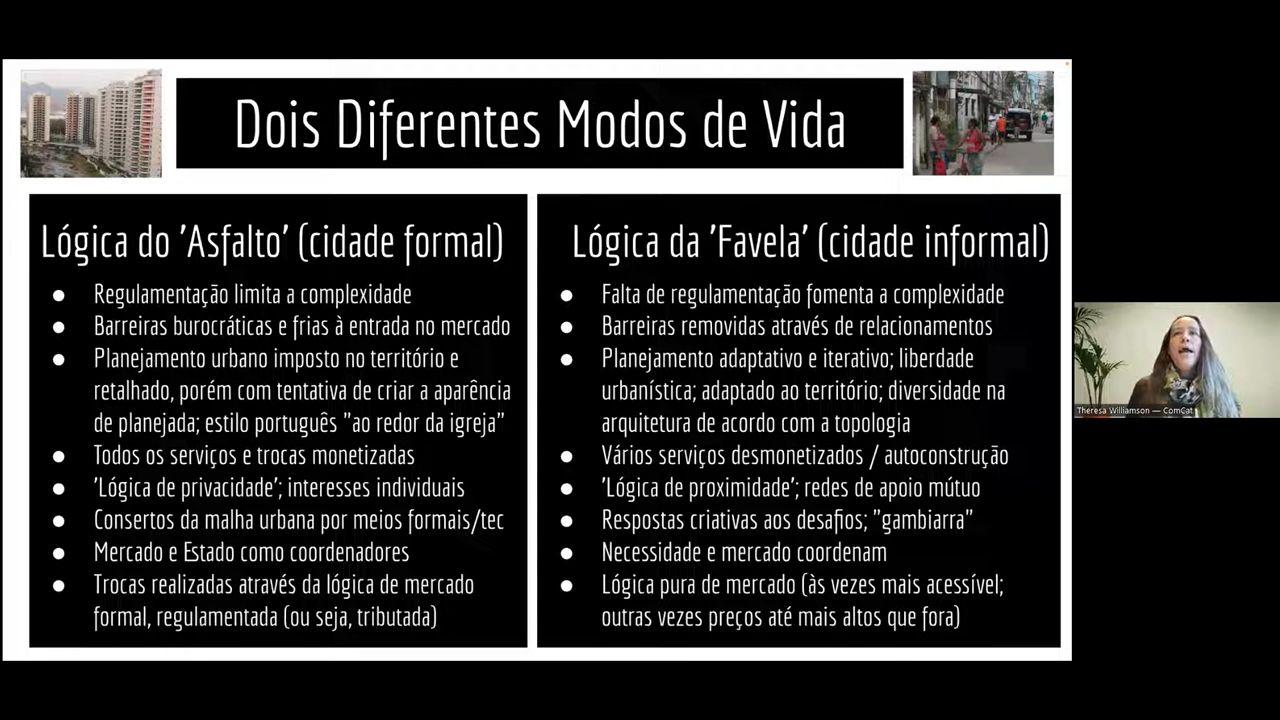 Dois Diferentes Modos de Vida
Lógica do 'Asfalto' (cidade formal)
● Regulamentação limita a complexidade
● Barreiras burocráticas e frias à entrada no mercado
● Planejamento urbano imposto no território e
retalhado, porém com tentativa de criar a aparência
de planejada; estilo português "ao redor da igreja"
● Todos os serviços e trocas monetizadas
● 'Lógica de privacidade'; interesses individuais
● Consertos da malha urbana por meios formais/tec
● Mercado e Estado como coordenadores
● Trocas realizadas através da lógica de mercado
formal, regulamentada (ou seja, tributada)
Lógica da 'Favela' (cidade informal)
● Falta de regulamentação fomenta a complexidade
● Barreiras removidas através de relacionamentos
● Planejamento adaptativo e iterativo; liberdade
urbanística; adaptado ao território; diversidade na
arquitetura de acordo com a topologia
● Vários serviços desmonetizados / autoconstrução
● 'Lógica de proximidade'; redes de apoio mútuo
● Respostas criativas aos desafios; "gambiarra"
● Necessidade e mercado coordenam
● Lógica pura de mercado (às vezes mais acessível;
outras vezes preços até mais altos que fora)
Theresa Williamson — ComCat